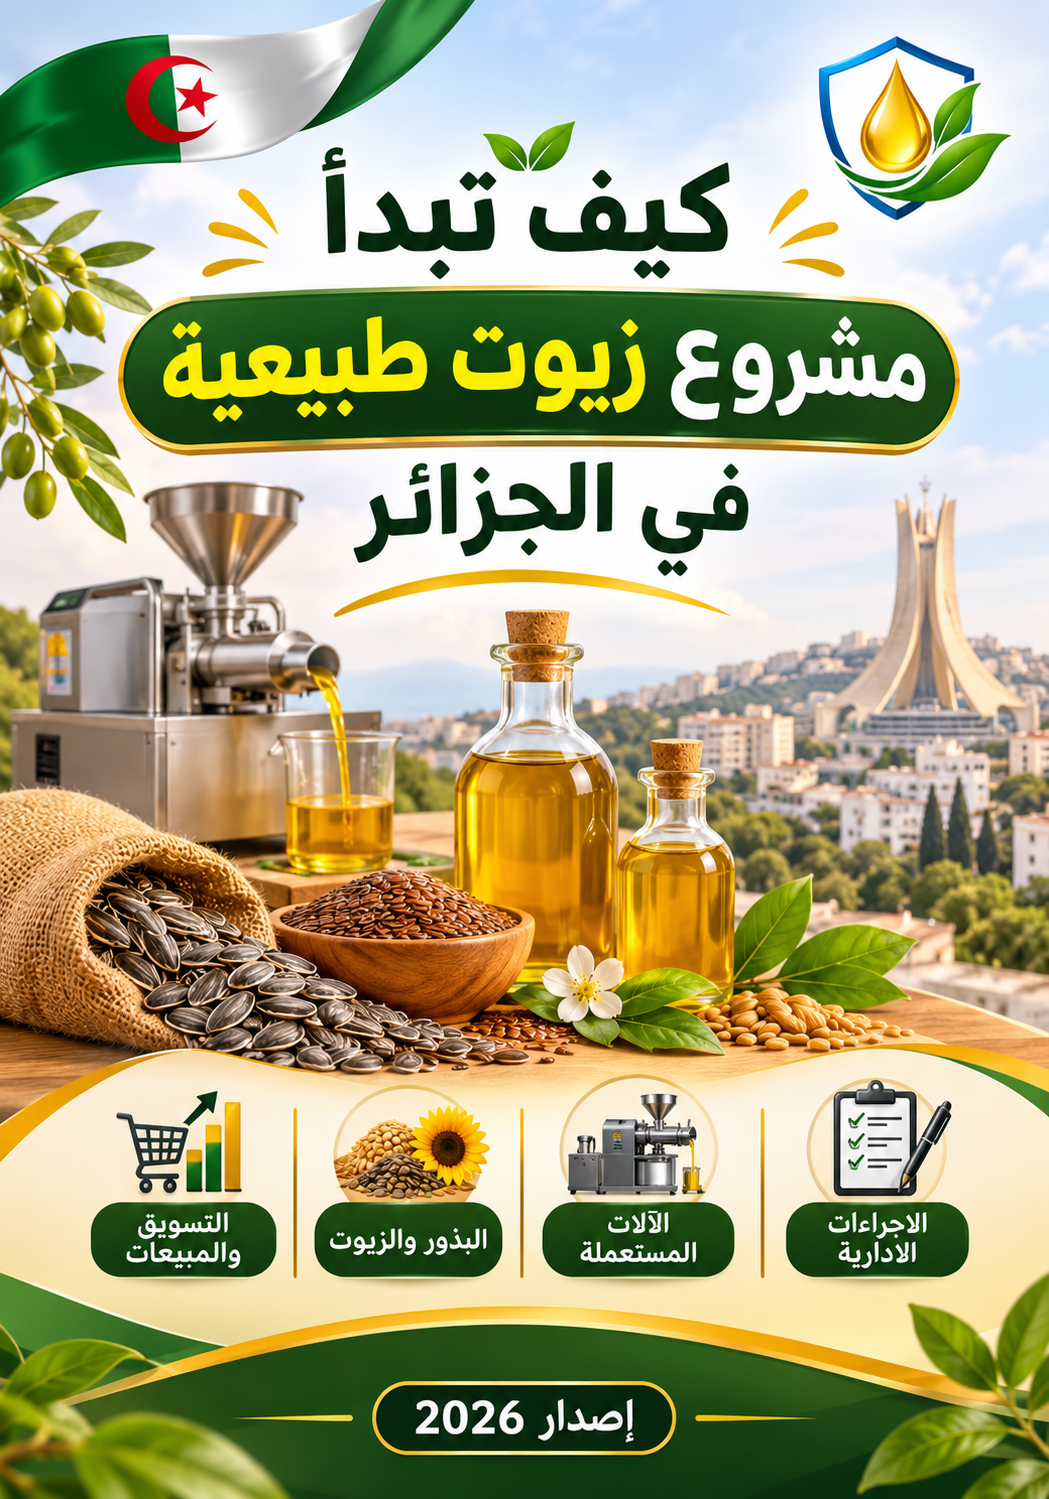 كيف تبدأ
مشروع زيوت طبيعية
في الجزائر
الاجراءات
الادارية
الآلات
المستعملة
البذور والزيوت
التسويق
والمبيعات
إصدار 2026